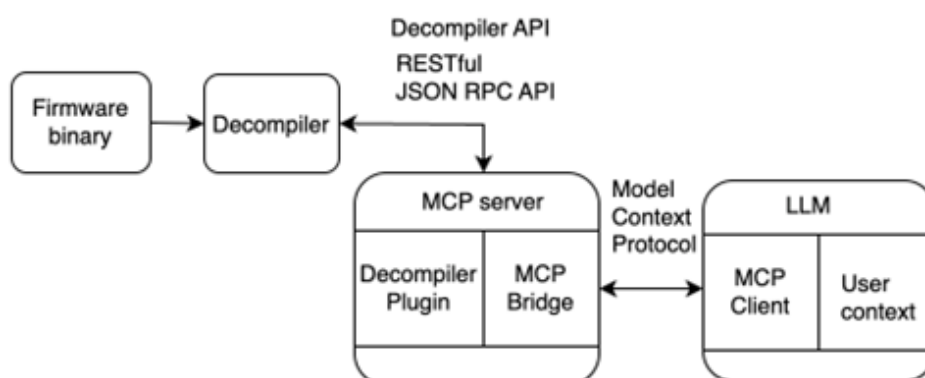 Decompiler API
RESTful
JSON RPC API
Firmware
binary
Decompiler
MCP server
Decompiler
Plugin
MCP
Bridge
Model
Context
Protocol
LLM
MCP
Client
User
context